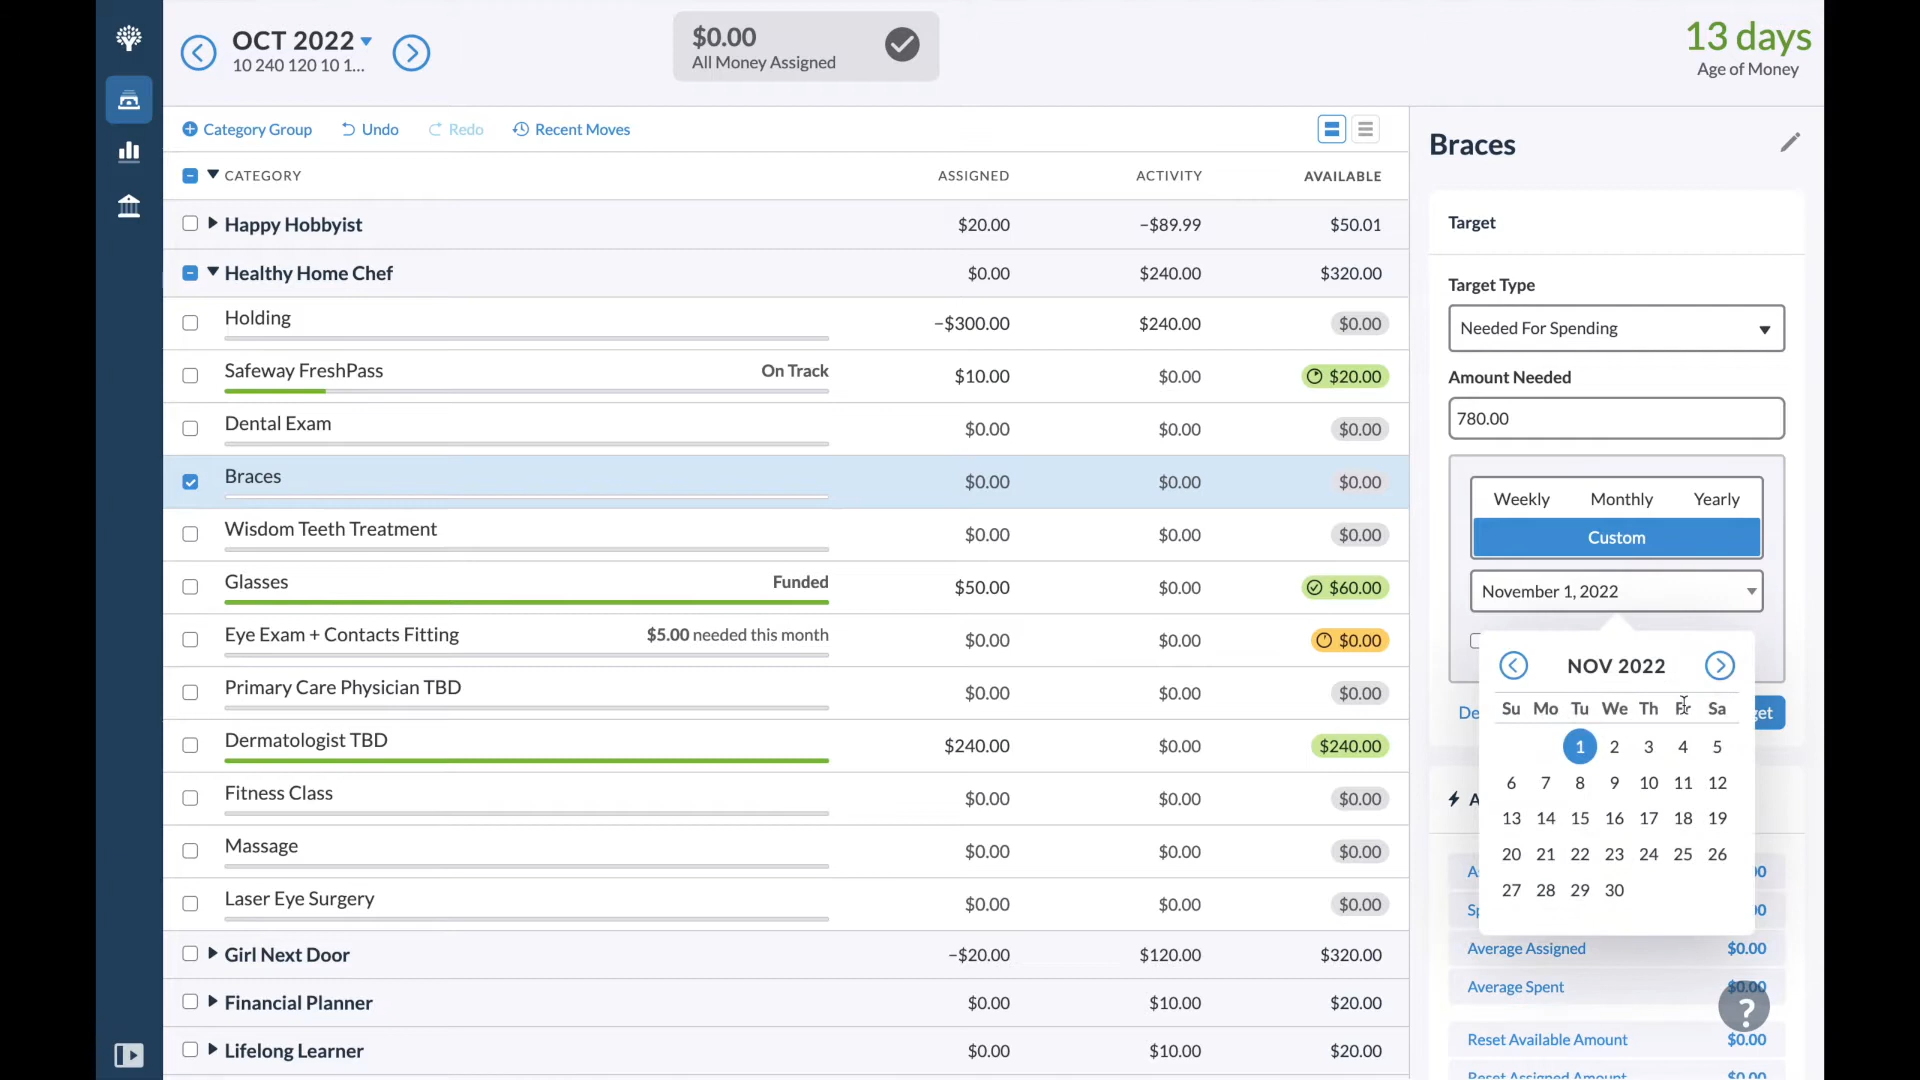 OCT 2022
10 240 120 10 1...
$0.00
All Money Assigned
13 days
Age of Money
Category Group Undo Redo Recent Moves
CATEGORY ASSIGNED ACTIVITY AVAILABLE
Happy Hobbyist $20.00 −$89.99 $50.01
Healthy Home Chef $0.00 $240.00 $320.00
Holding −$300.00 $240.00 $0.00
Safeway FreshPass On Track $10.00 $0.00 $20.00
Dental Exam $0.00 $0.00 $0.00
Braces $0.00 $0.00 $0.00
Wisdom Teeth Treatment $0.00 $0.00 $0.00
Glasses Funded $50.00 $0.00 $60.00
Eye Exam + Contacts Fitting $5.00 needed this month $0.00 $0.00 $0.00
Primary Care Physician TBD $0.00 $0.00 $0.00
Dermatologist TBD $240.00 $0.00 $240.00
Fitness Class $0.00 $0.00 $0.00
Massage $0.00 $0.00 $0.00
Laser Eye Surgery $0.00 $0.00 $0.00
Girl Next Door −$20.00 $120.00 $320.00
Financial Planner $0.00 $10.00 $20.00
Lifelong Learner $0.00 $10.00 $20.00
Braces
Target
Target Type
Needed For Spending
Amount Needed
780.00
Weekly Monthly Yearly
Custom
November 1, 2022
NOV 2022
Su Mo Tu We Th Fr Sa
1 2 3 4 5
6 7 8 9 10 11 12
13 14 15 16 17 18 19
20 21 22 23 24 25 26
27 28 29 30
Average Assigned $0.00
Average Spent $0.00
?
Reset Available Amount $0.00
Reset Assigned Amount $0.00